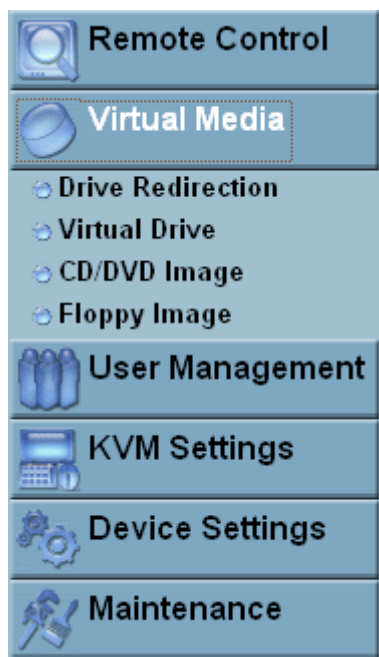 Remote Control
Virtual Media
Drive Redirection
Virtual Drive
CD/DVD Image
Floppy Image
User Management
KVM Settings
Device Settings
Maintenance